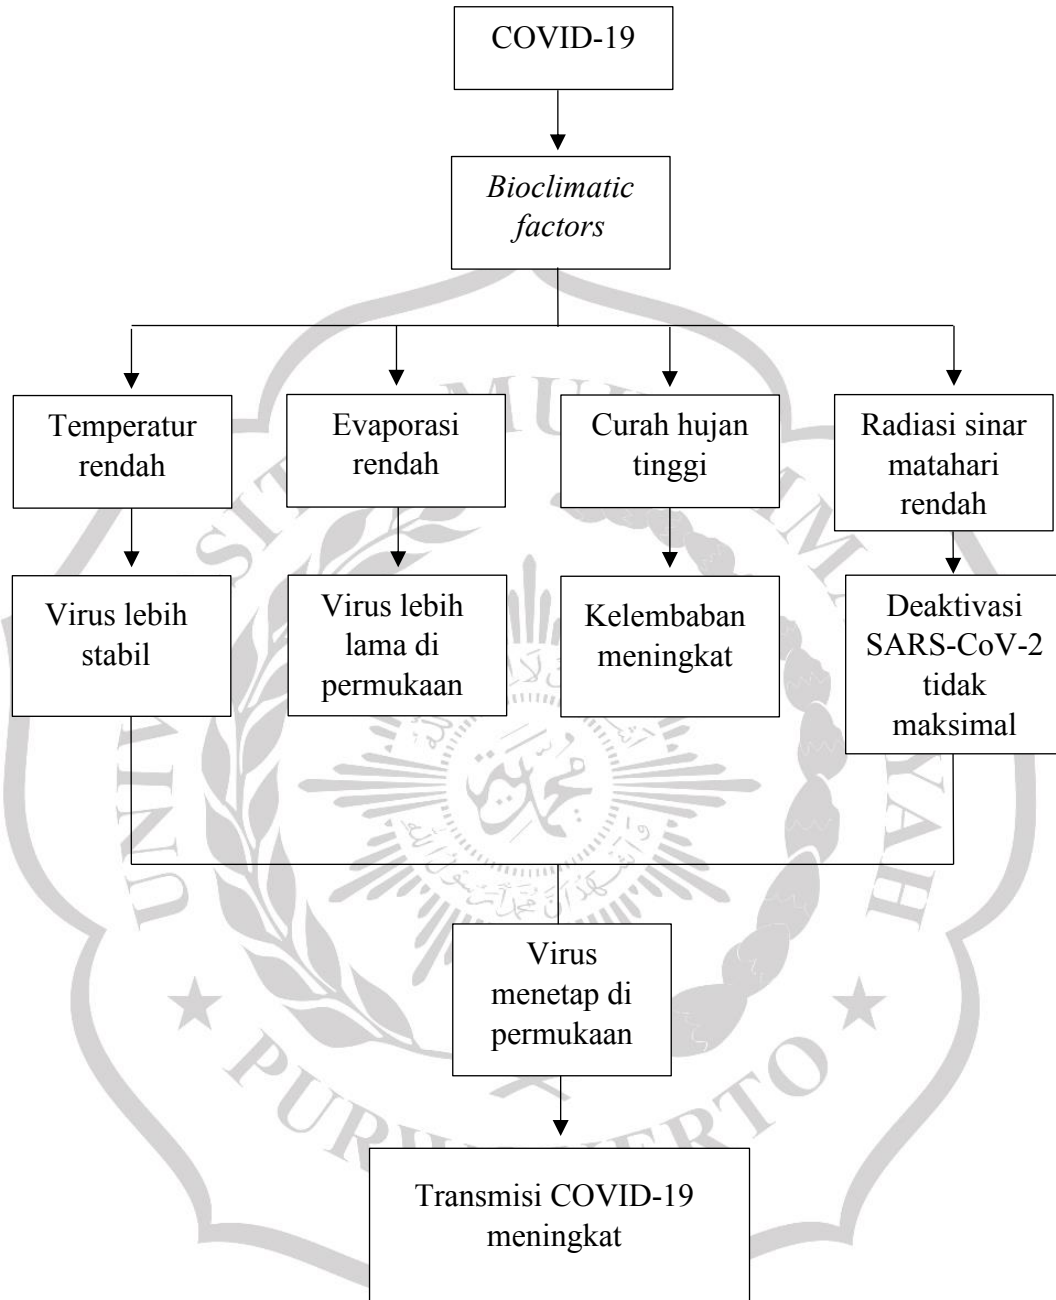 COVID-19
Bioclimatic
factors
Temperatur
rendah
Evaporasi
rendah
Curah hujan
tinggi
Radiasi sinar
matahari
rendah
Virus lebih
stabil
Virus lebih
lama di
permukaan
Kelembaban
meningkat
Deaktivasi
SARS-CoV-2
tidak
maksimal
Virus
menetap di
permukaan
Transmisi COVID-19
meningkat
PURWOKERTO